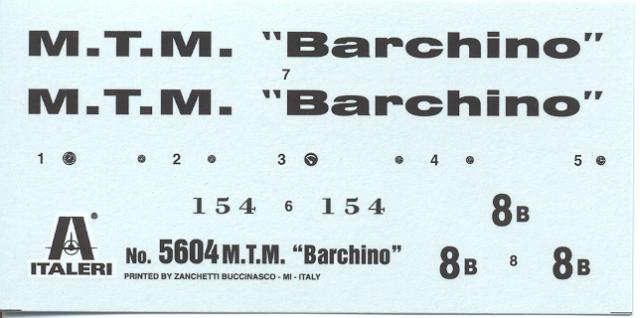 M.T.M. "Barchino"
7
M.T.M. "Barchino"
1 2 3 4 5
154 6 154
8B
ITALERI®
No. 5604 M.T.M. "Barchino"
8B 8 8B
PRINTED BY ZANCHETTI BUCCINASCO - MI - ITALY